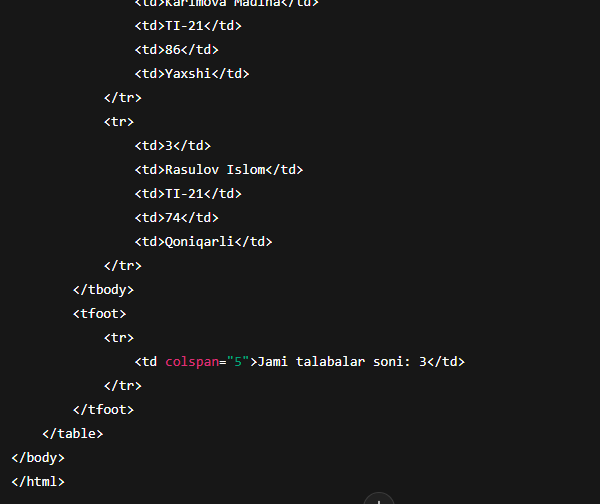 <td>Karimova Madina</td>
<td>TI-21</td>
<td>86</td>
<td>Yaxshi</td>
</tr>
<tr>
<td>3</td>
<td>Rasulov Islom</td>
<td>TI-21</td>
<td>74</td>
<td>Qoniqarli</td>
</tr>
</tbody>
<tfoot>
<tr>
<td colspan="5">Jami talabalar soni: 3</td>
</tr>
</tfoot>
</table>
</body>
</html>